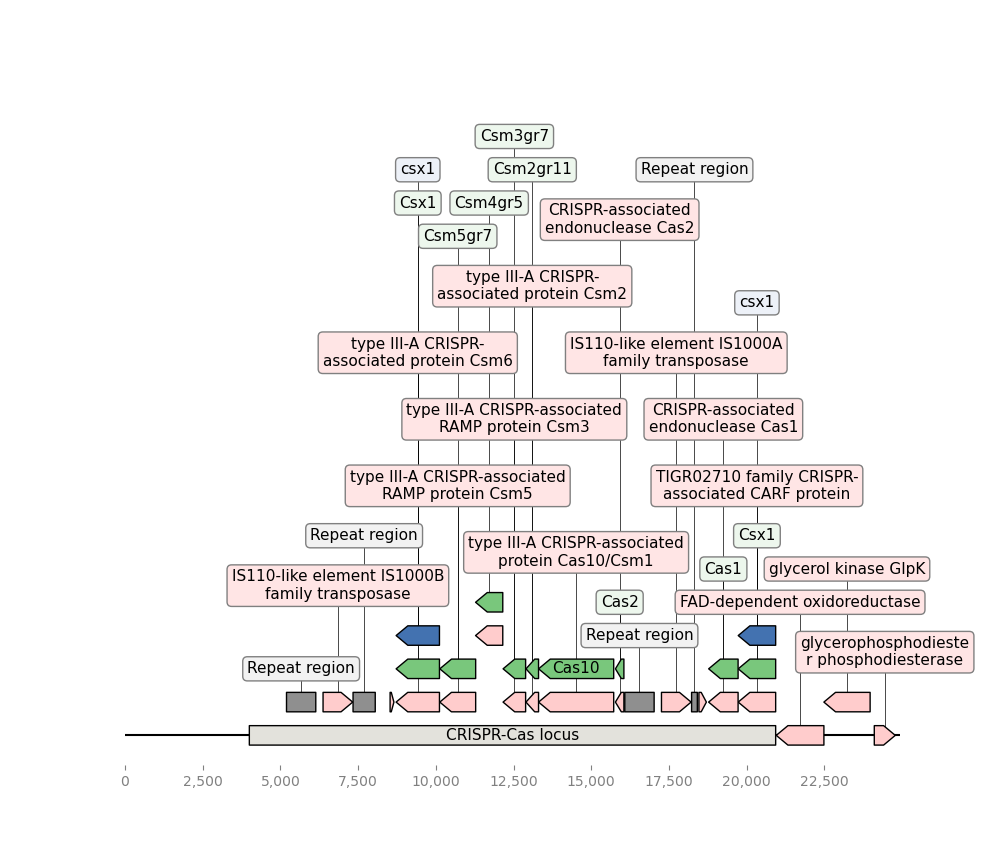 Csm3gr7
csx1
Csm2gr11
Repeat region
Csx1
Csm4gr5
CRISPR-associated
endonuclease Cas2
Csm5gr7
type III-A CRISPR-
associated protein Csm2
csx1
type III-A CRISPR-
associated protein Csm6
IS110-like element IS1000A
family transposase
type III-A CRISPR-associated
RAMP protein Csm3
CRISPR-associated
endonuclease Cas1
type III-A CRISPR-associated
RAMP protein Csm5
TIGR02710 family CRISPR-
associated CARF protein
Repeat region
Csx1
type III-A CRISPR-associated
protein Cas10/Csm1
Cas1
glycerol kinase GlpK
IS110-like element IS1000B
family transposase
Cas2
FAD-dependent oxidoreductase
Repeat region
glycerophosphodieste
r phosphodiesterase
Repeat region
Cas10
CRISPR-Cas locus
0
2,500
5,000
7,500
10,000
12,500
15,000
17,500
20,000
22,500